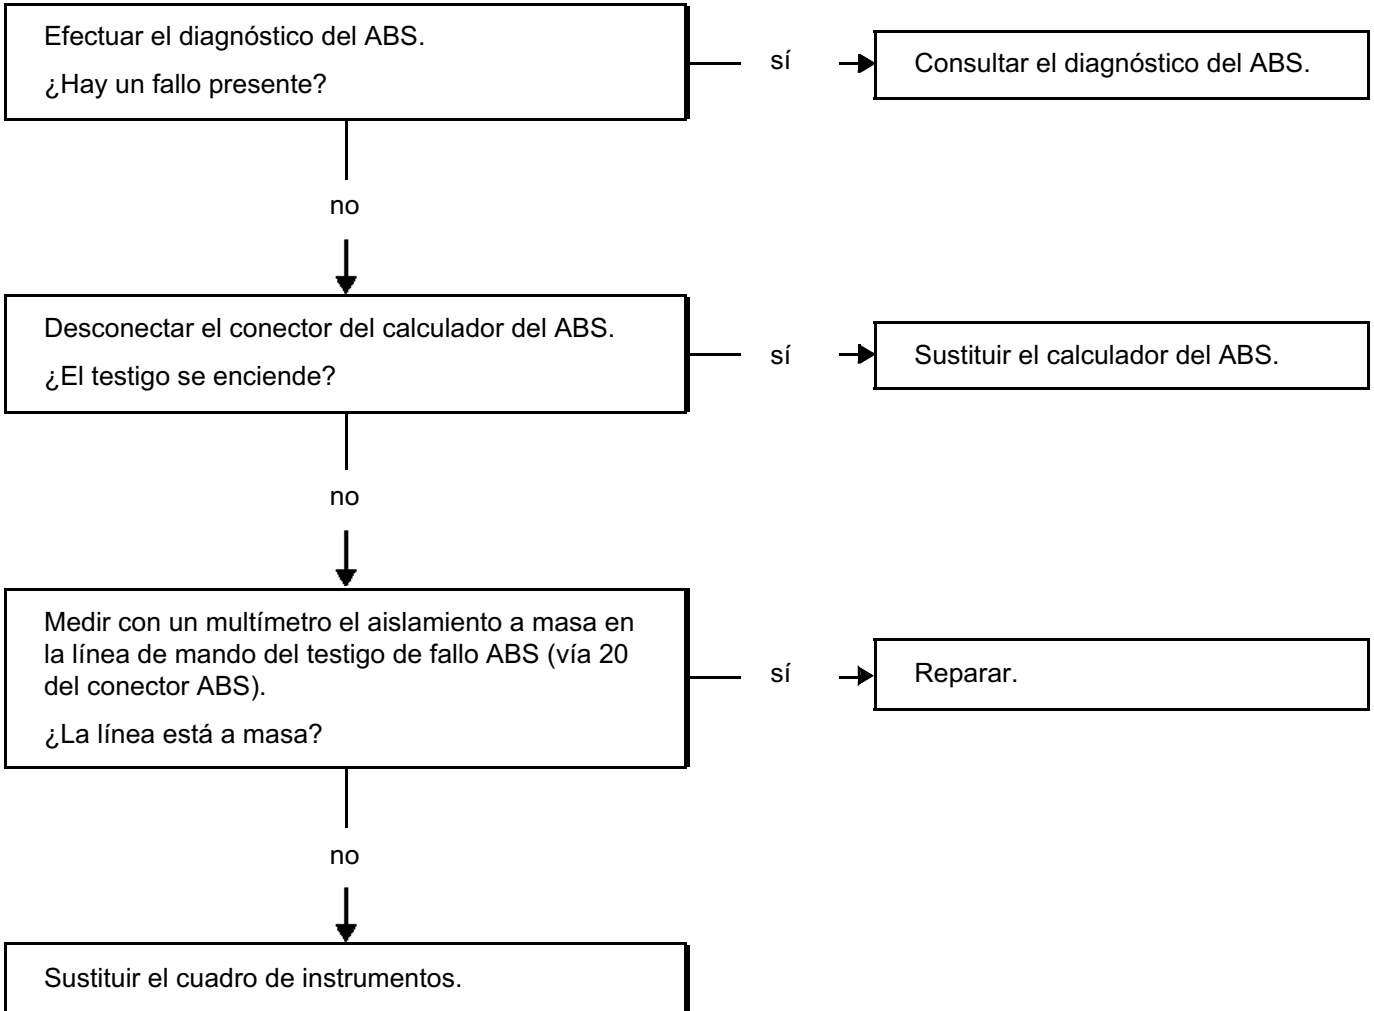 Efectuar el diagnóstico del ABS.
¿Hay un fallo presente?
sí
Consultar el diagnóstico del ABS.
no
Desconectar el conector del calculador del ABS.
¿El testigo se enciende?
sí
Sustituir el calculador del ABS.
no
Medir con un multímetro el aislamiento a masa en
la línea de mando del testigo de fallo ABS (vía 20
del conector ABS).
¿La línea está a masa?
sí
Reparar.
no
Sustituir el cuadro de instrumentos.